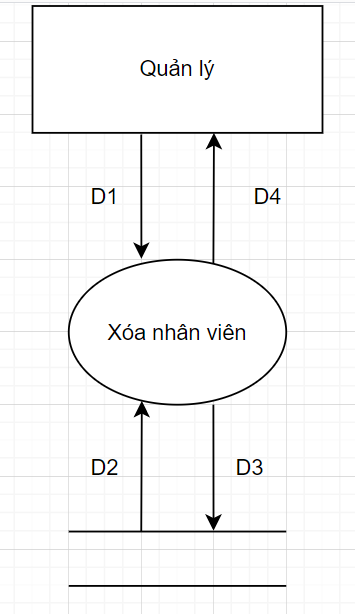 Quản lý
D1
D4
Xóa nhân viên
D2
D3